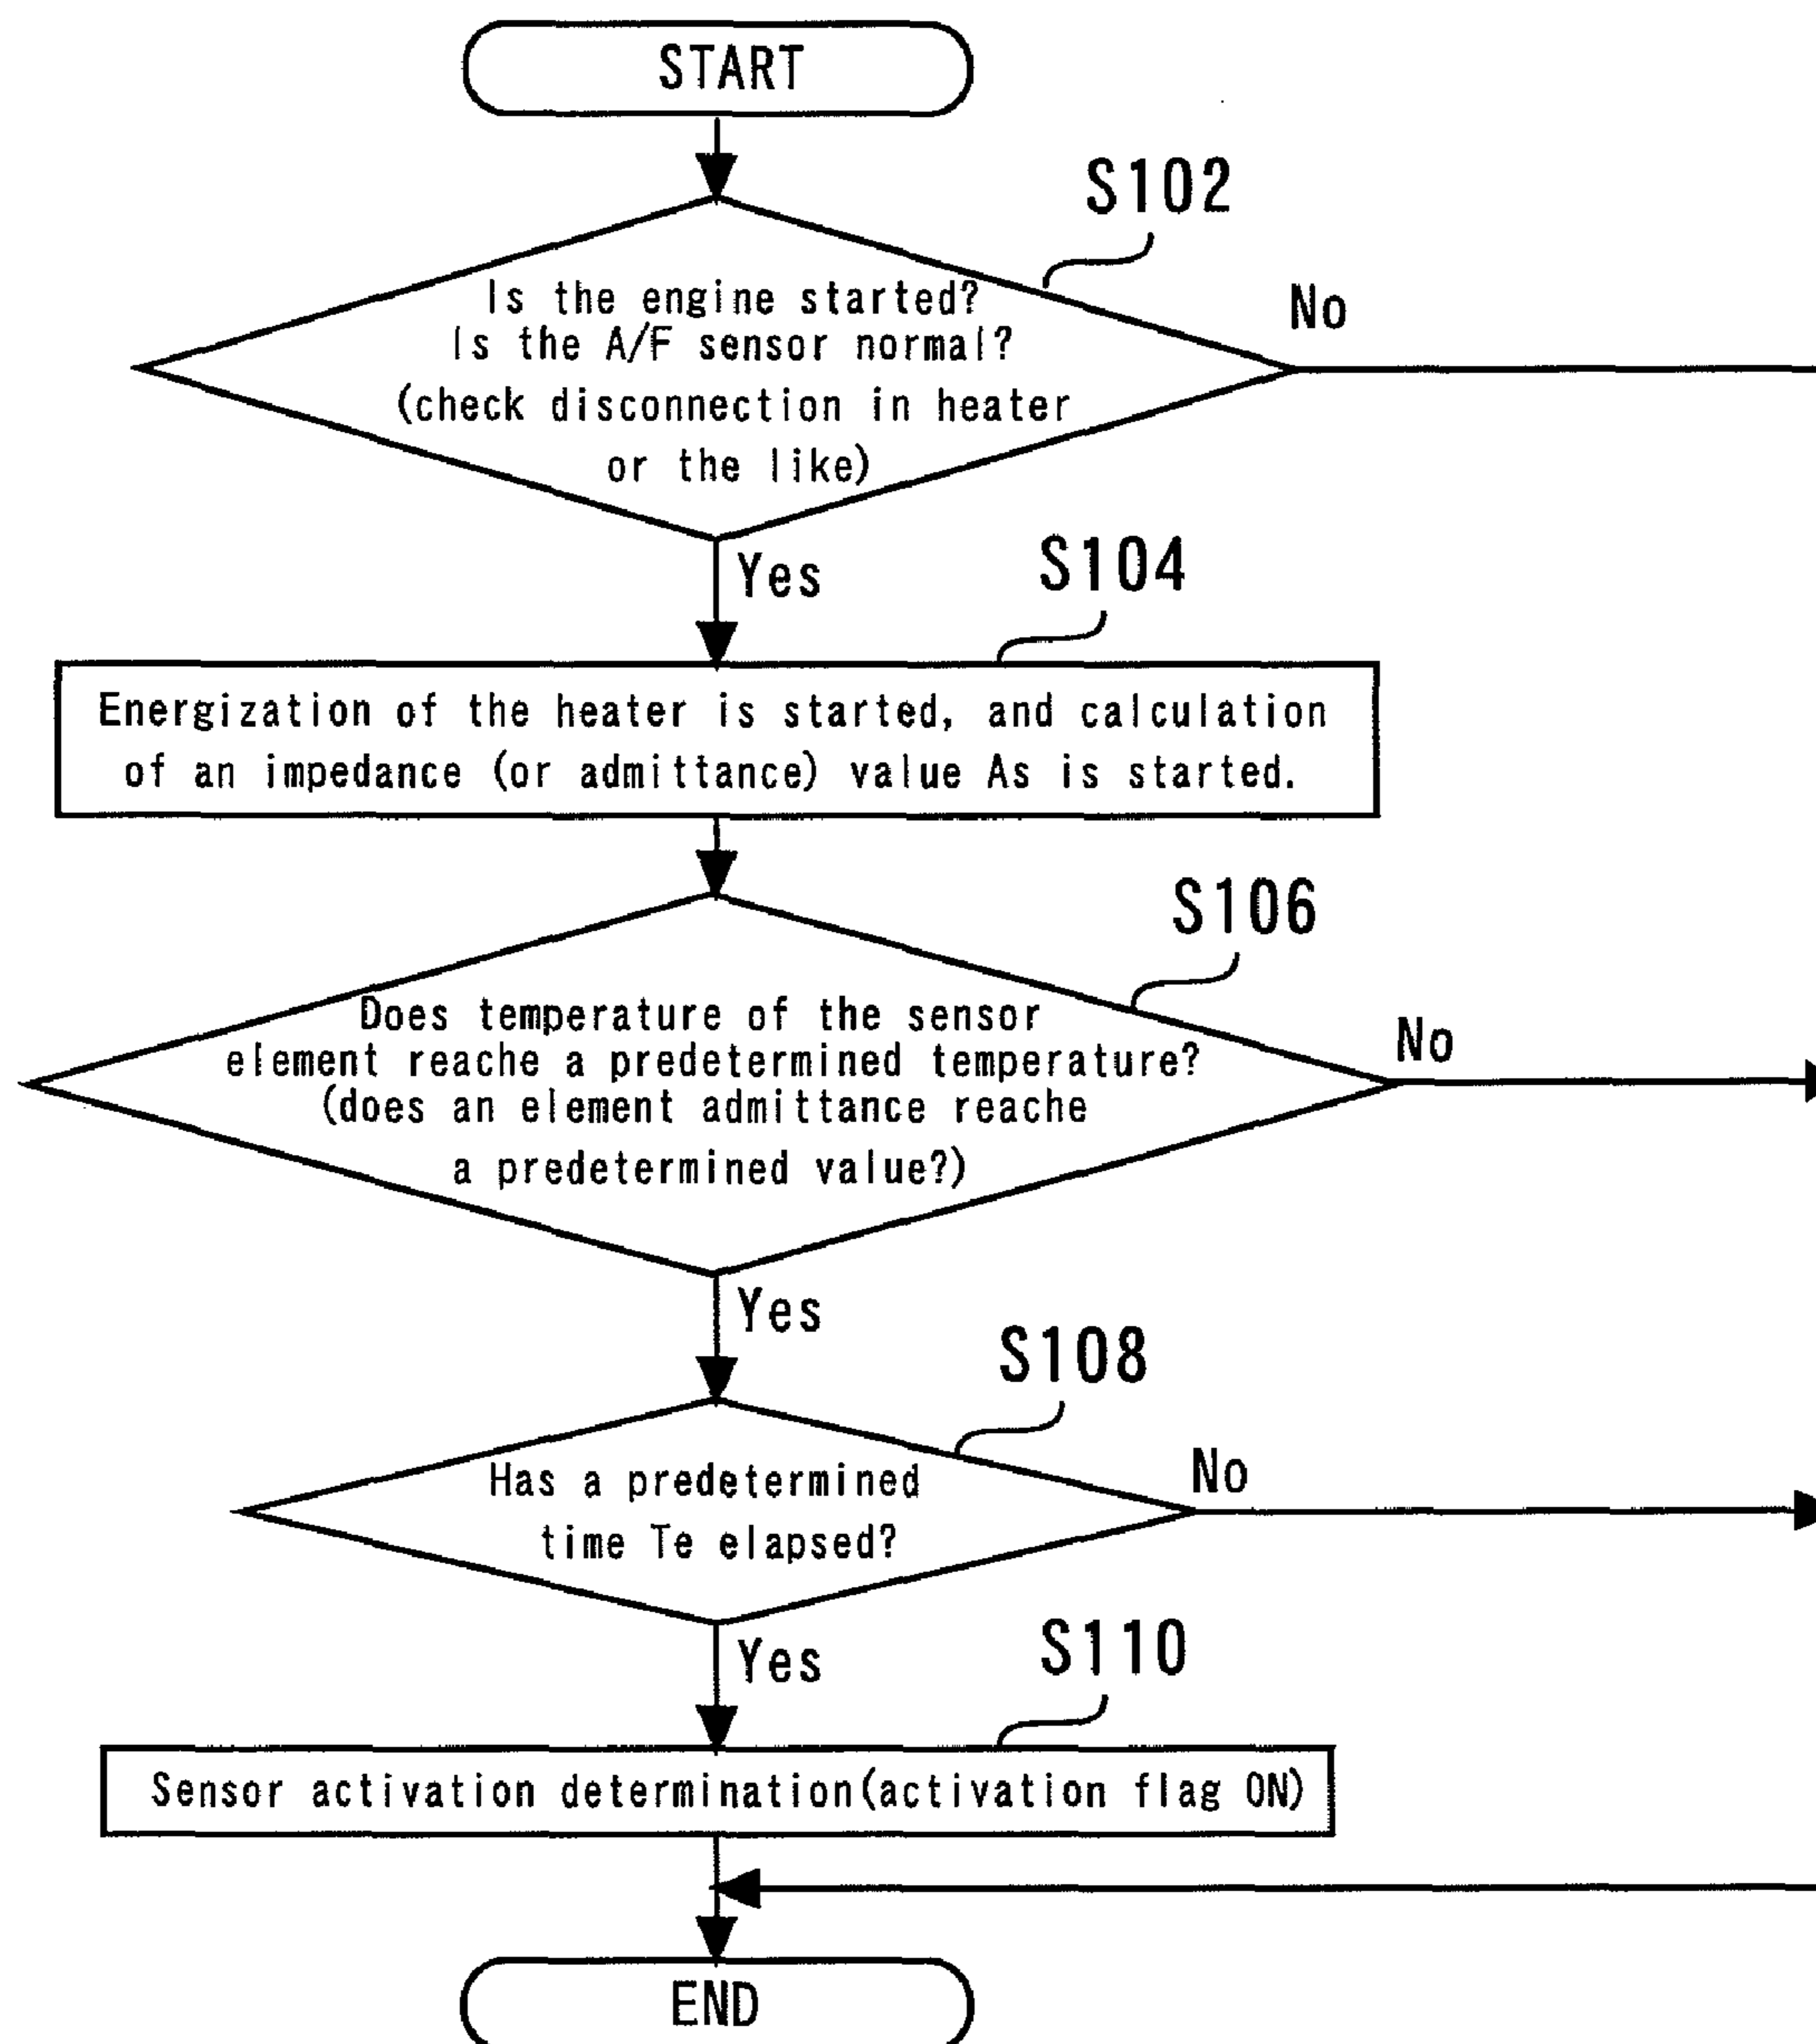 START
S102
Is the engine started?
Is the A/F sensor normal?
(check disconnection in heater
or the like)
No
Yes
S104
Energization of the heater is started, and calculation
of an impedance (or admittance) value As is started.
S106
Does temperature of the sensor
element reache a predetermined temperature?
(does an element admittance reache
a predetermined value?)
No
Yes
S108
Has a predetermined
time Te elapsed?
No
Yes
S110
Sensor activation determination(activation flag ON)
END